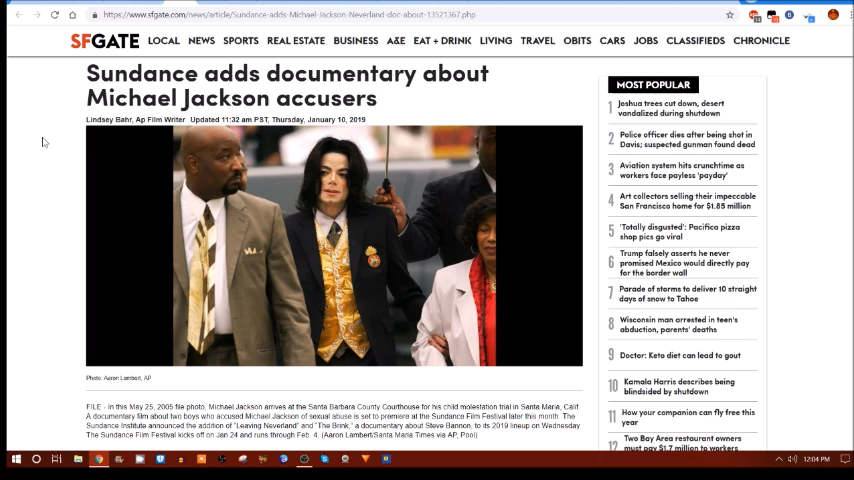 https://www.sfgate.com/news/article/Sundance-adds-Michael-Jackson-Neverland-doc-about-13521367.php
SFGATE LOCAL NEWS SPORTS REAL ESTATE BUSINESS A&E EAT + DRINK LIVING TRAVEL OBITS CARS JOBS CLASSIFIEDS CHRONICLE
Sundance adds documentary about
Michael Jackson accusers
Lindsey Bahr, Ap Film Writer Updated 11:32 am PST, Thursday, January 10, 2019
Photo: Aaron Lambert, AP
FILE - In this May 25, 2005 file photo, Michael Jackson arrives at the Santa Barbara County Courthouse for his child molestation trial in Santa Maria, Calif.
A documentary film about two boys who accused Michael Jackson of sexual abuse is set to premiere at the Sundance Film Festival later this month. The
Sundance Institute announced the addition of "Leaving Neverland" and "The Brink," a documentary about Steve Bannon, to its 2019 lineup on Wednesday.
The Sundance Film Festival kicks off on Jan 24 and runs through Feb. 4. (Aaron Lambert/Santa Maria Times via AP, Pool)
MOST POPULAR
1 Joshua trees cut down, desert
vandalized during shutdown
2 Police officer dies after being shot in
Davis; suspected gunman found dead
3 Aviation system hits crunchtime as
workers face payless 'payday'
4 Art collectors selling their impeccable
San Francisco home for $1.85 million
5 'Totally disgusted': Pacifica pizza
shop pics go viral
6 Trump falsely asserts he never
promised Mexico would directly pay
for the border wall
7 Parade of storms to deliver 10 straight
days of snow to Tahoe
8 Wisconsin man arrested in teen's
abduction, parents' deaths
9 Doctor: Keto diet can lead to gout
10 Kamala Harris describes being
blindsided by shutdown
11 How your companion can fly free this
year
12 Two Bay Area restaurant owners
must pay $1.7 million to workers
12:04 PM